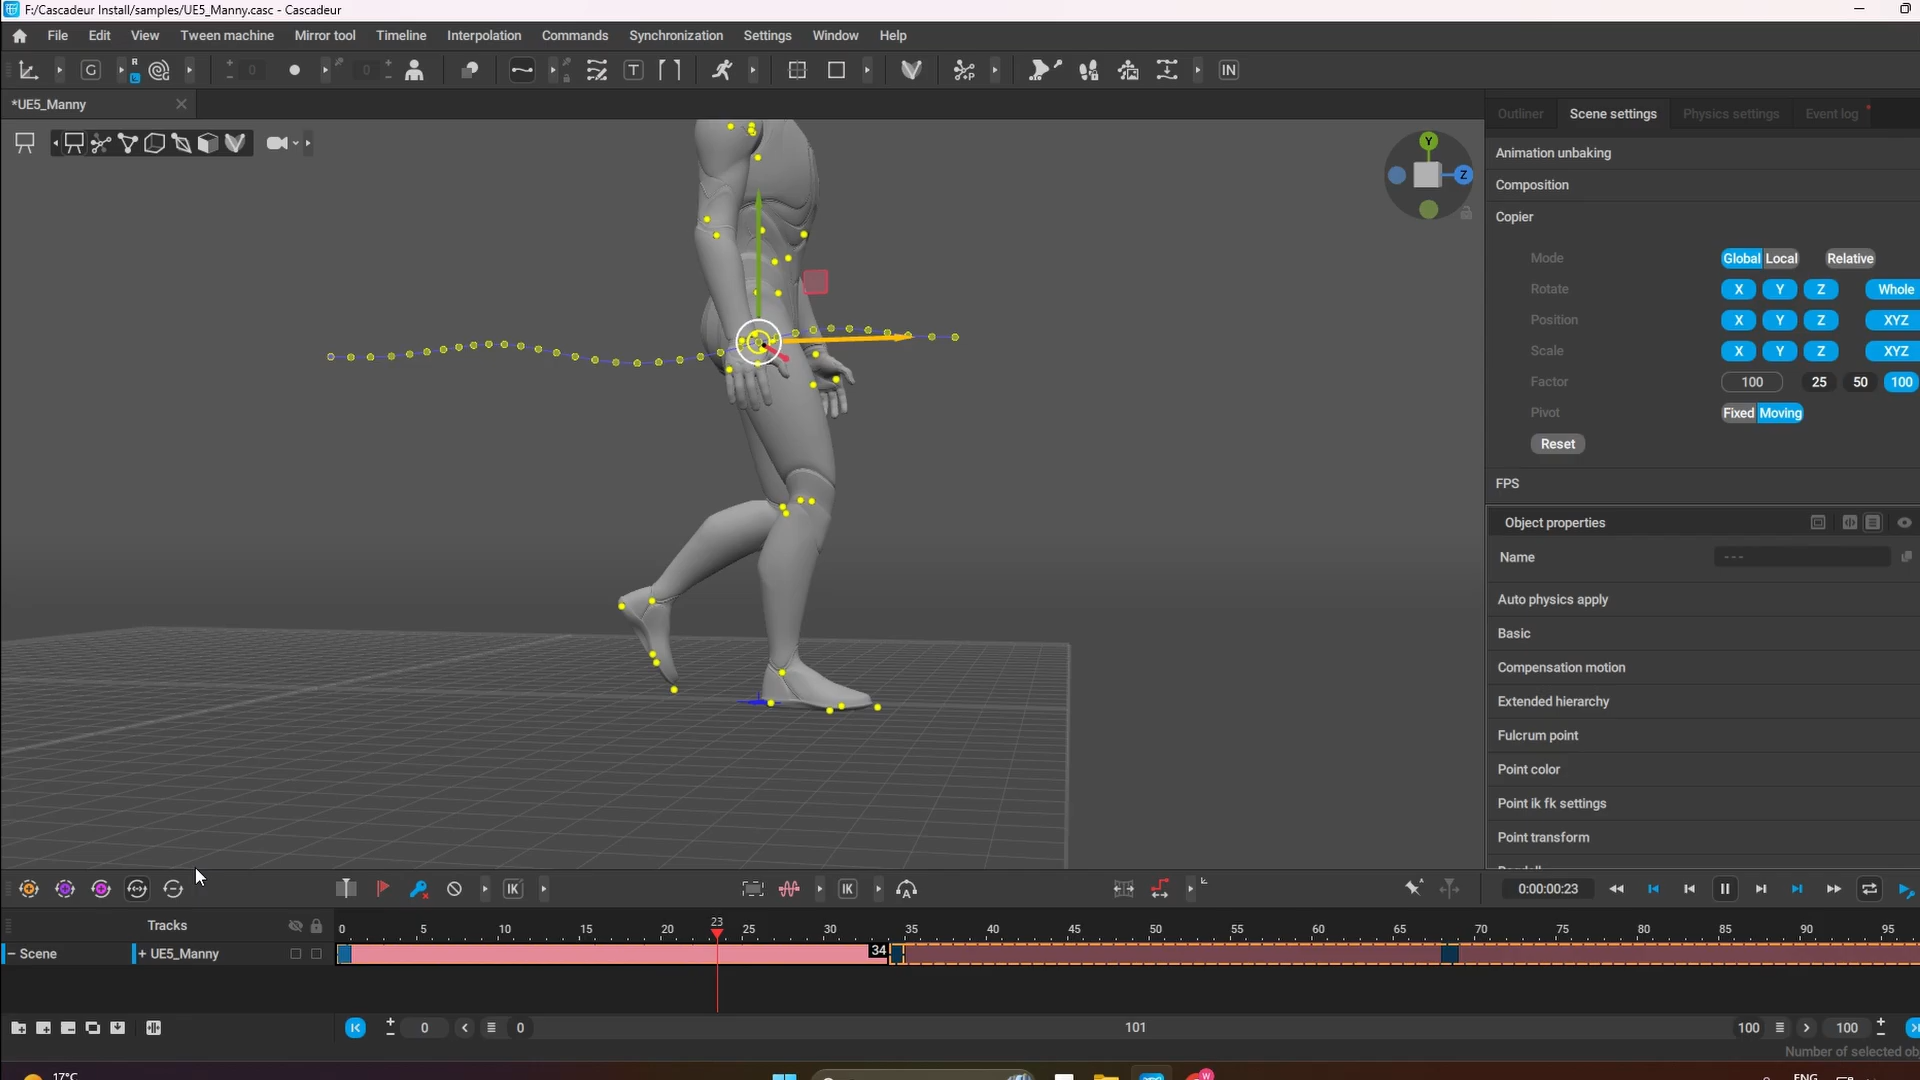 F:/Cascadeur Install/samples/UE5_Manny.casc - Cascadeur
File Edit View Tween machine Mirror tool Timeline Interpolation Commands Synchronization Settings Window Help
G R 0 0 T IN
*UE5_Manny
Outliner Scene settings Physics settings Event log
Y
Z
Animation unbaking
Composition
Copier
Mode Global Local Relative
Rotate X Y Z Whole
Position X Y Z XYZ
Scale X Y Z XYZ
Factor 100 25 50 100
Pivot Fixed Moving
Reset
FPS
Object properties
Name ---
Auto physics apply
Basic
Compensation motion
Extended hierarchy
Fulcrum point
Point color
Point ik fk settings
Point transform
IK IK 0:00:00:23
Tracks 0 5 10 15 20 23 25 30 35 40 45 50 55 60 65 70 75 80 85 90 95
Scene + UE5_Manny 34
0 0 101 100 100
Number of selected ob
17°C ENG